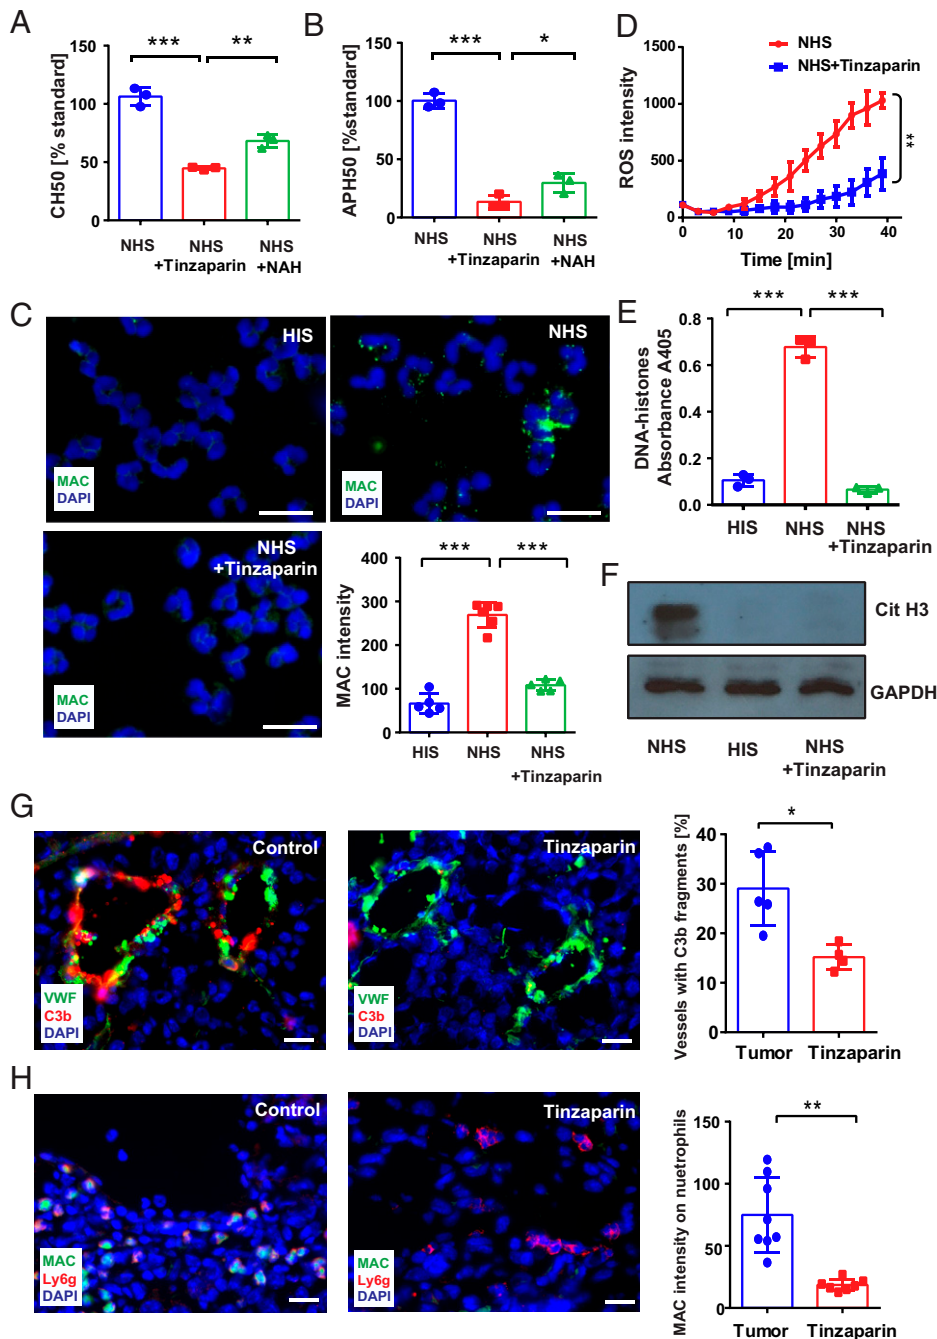 A
CH50 [% standard]
150
100
50
0
***
**
NHS
NHS
+Tinzaparin
NHS
+NAH
B
APH50 [%standard]
150
100
50
0
***
*
NHS
NHS
+Tinzaparin
NHS
+NAH
D
NHS
NHS+Tinzaparin
ROS intensity
1500
1000
500
0
0
10
20
30
40
Time [min]
**
C
HIS
MAC
DAPI
NHS
MAC
DAPI
NHS
+Tinzaparin
MAC
DAPI
MAC intensity
400
300
200
100
0
***
***
HIS
NHS
NHS
+Tinzaparin
E
DNA-histones
Absorbance A405
0.8
0.6
0.4
0.2
0.0
***
***
HIS
NHS
NHS
+Tinzaparin
F
Cit H3
GAPDH
NHS
HIS
NHS
+Tinzaparin
G
Control
VWF
C3b
DAPI
Tinzaparin
VWF
C3b
DAPI
Vessels with C3b fragments [%]
40
30
20
10
0
*
Tumor
Tinzaparin
H
Control
MAC
Ly6g
DAPI
Tinzaparin
MAC
Ly6g
DAPI
MAC intensity on nuetrophils
150
100
50
0
**
Tumor
Tinzaparin